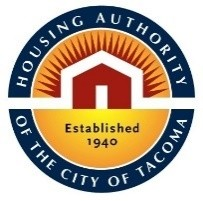 HOUSING AUTHORITY
Established
1940
OF THE CITY OF TACOMA